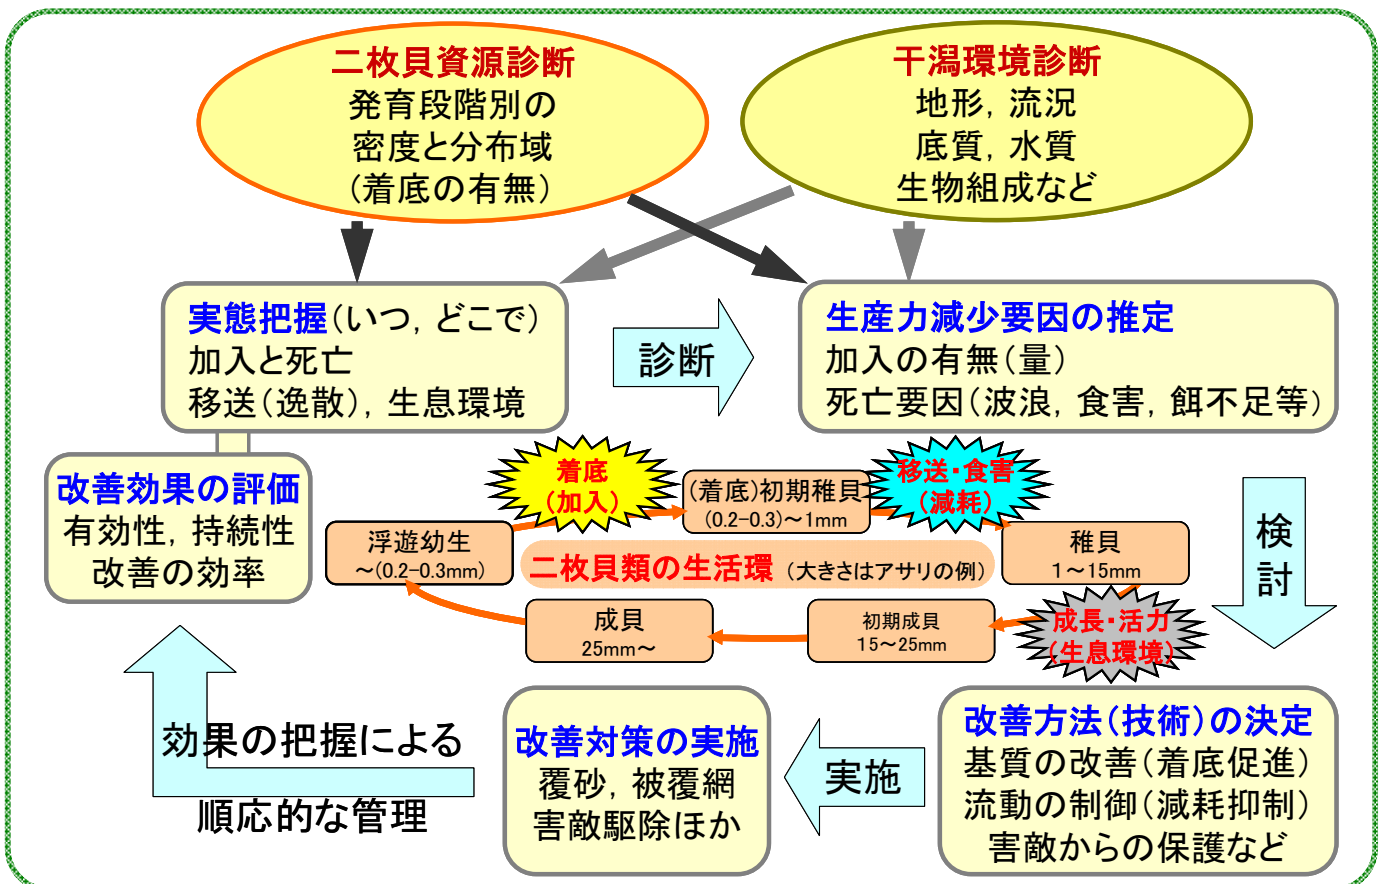 二枚貝資源診断
発育段階別の
密度と分布域
(着底の有無)
干潟環境診断
地形, 流況
底質, 水質
生物組成など
実態把握(いつ, どこで)
加入と死亡
移送(逸散), 生息環境
診断
生産力減少要因の推定
加入の有無(量)
死亡要因(波浪, 食害, 餌不足等)
改善効果の評価
有効性, 持続性
改善の効率
着底
(加入)
(着底)初期稚貝
(0.2-0.3)～1mm
移送・食害
(減耗)
浮遊幼生
～(0.2-0.3mm)
二枚貝類の生活環 (大きさはアサリの例)
稚貝
1～15mm
成貝
25mm～
初期成貝
15～25mm
成長・活力
(生息環境)
検討
効果の把握による
順応的な管理
改善対策の実施
覆砂, 被覆網
害敵駆除ほか
実施
改善方法(技術)の決定
基質の改善(着底促進)
流動の制御(減耗抑制)
害敵からの保護など